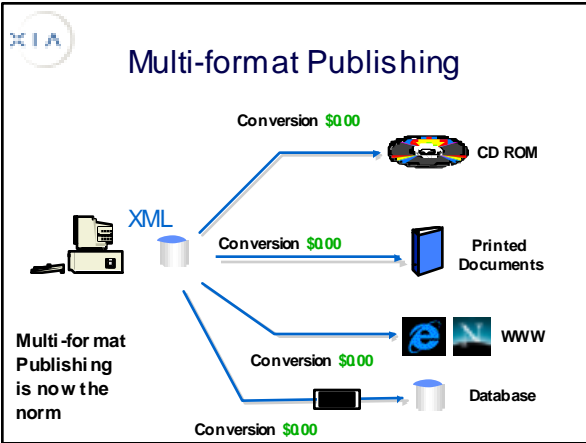 XIA
Multi-format Publishing
Conversion $0.00
CD ROM
XML
Conversion $0.00
Printed
Documents
WWW
Multi-format
Publishing
is now the
norm
Conversion $0.00
Database
Conversion $0.00